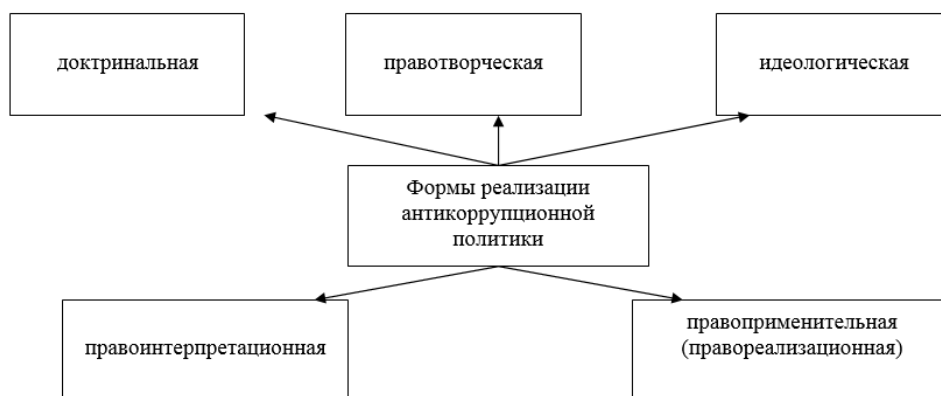 доктринальная
правотворческая
идеологическая
Формы реализации
антикоррупционной
политики
правоинтерпретационная
правоприменительная
(правореализационная)